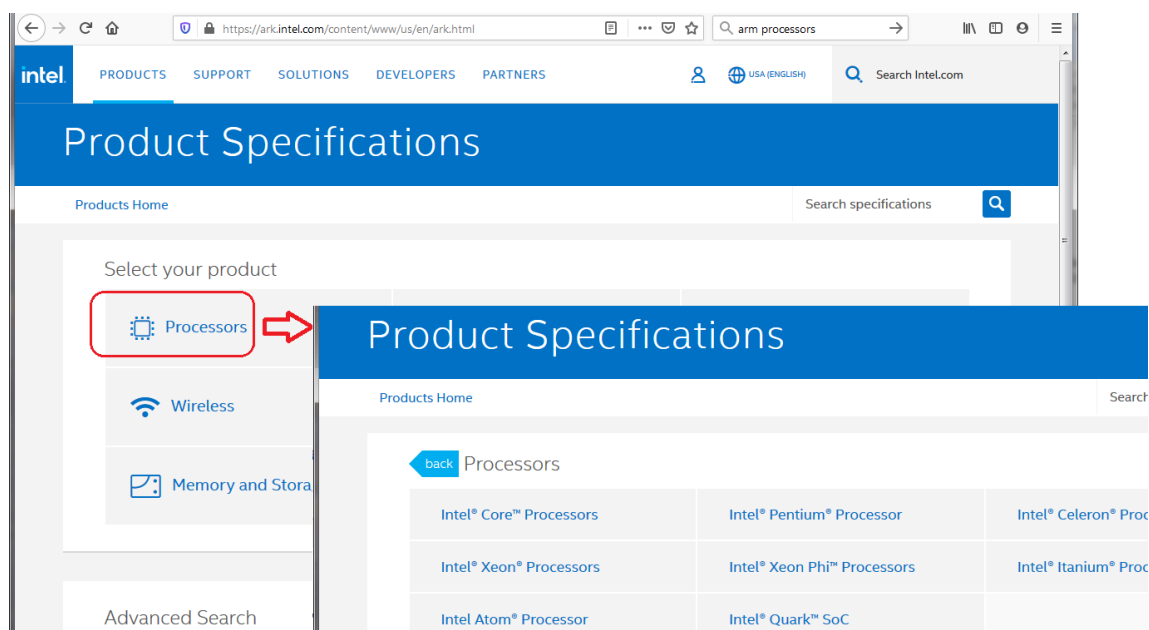 https://ark.intel.com/content/www/us/en/ark.html
arm processors
intel.
PRODUCTS SUPPORT SOLUTIONS DEVELOPERS PARTNERS
USA (ENGLISH)
Search Intel.com
Product Specifications
Products Home
Search specifications
Select your product
Processors
Wireless
Memory and Stora
Advanced Search
Product Specifications
Products Home
Search
back Processors
Intel® Core™ Processors
Intel® Pentium® Processor
Intel® Celeron® Proc
Intel® Xeon® Processors
Intel® Xeon Phi™ Processors
Intel® Itanium® Proc
Intel Atom® Processor
Intel® Quark™ SoC